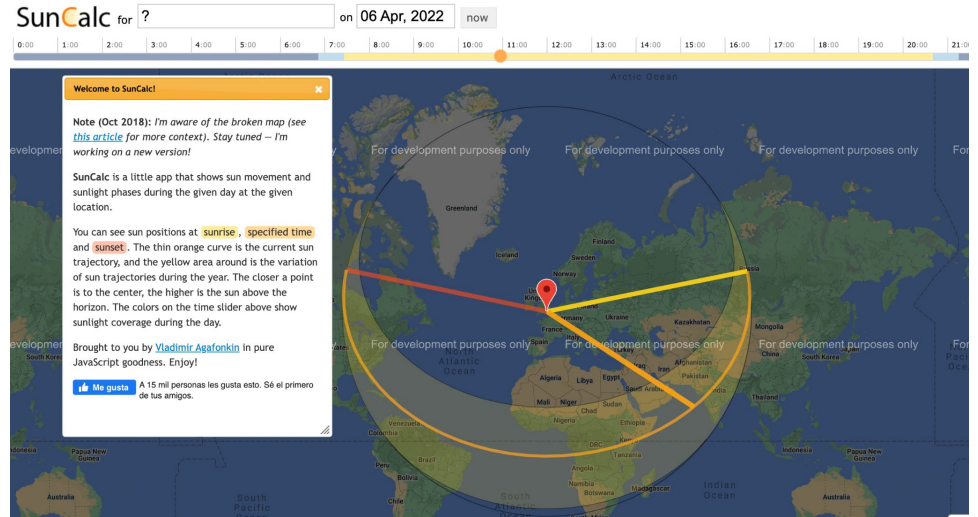 SunCalc for ? on 06 Apr, 2022 now
0:00 1:00 2:00 3:00 4:00 5:00 6:00 7:00 8:00 9:00 10:00 11:00 12:00 13:00 14:00 15:00 16:00 17:00 18:00 19:00 20:00 21:0
Welcome to SunCalc!
Note (Oct 2018): I'm aware of the broken map (see
this article for more context). Stay tuned — I'm
working on a new version!
SunCalc is a little app that shows sun movement and
sunlight phases during the given day at the given
location.
You can see sun positions at sunrise , specified time
and sunset . The thin orange curve is the current sun
trajectory, and the yellow area around is the variation
of sun trajectories during the year. The closer a point
is to the center, the higher is the sun above the
horizon. The colors on the time slider above show
sunlight coverage during the day.
Brought to you by Vladimir Agafonkin in pure
JavaScript goodness. Enjoy!
Me gusta
A 15 mil personas les gusta esto. Sé el primero
de tus amigos.
Arctic Ocean
For development purposes only
For development purposes only
For development purposes only
Greenland
Iceland
Finland
Sweden
Norway
Ukraine
France
Kazakhstan
Mongolia
For development purposes only
For development purposes only
For development purposes only
Spain
Italy
North
Atlantic
Ocean
Iran
Afghanistan
Pakistan
China
South Korea
South Korea
Algeria
Libya
Egypt
Saudi Arabia
India
Thailand
Mali
Niger
Chad
Sudan
Nigeria
Ethiopia
Venezuela
Colombia
DRC
Tanzania
Indonesia
Papua New
Guinea
Papua New
Guinea
Peru
Brazil
Bolivia
Chile
Angola
Namibia
Botswana
Madagascar
Indian
Ocean
Australia
Australia
South
Pacific
South